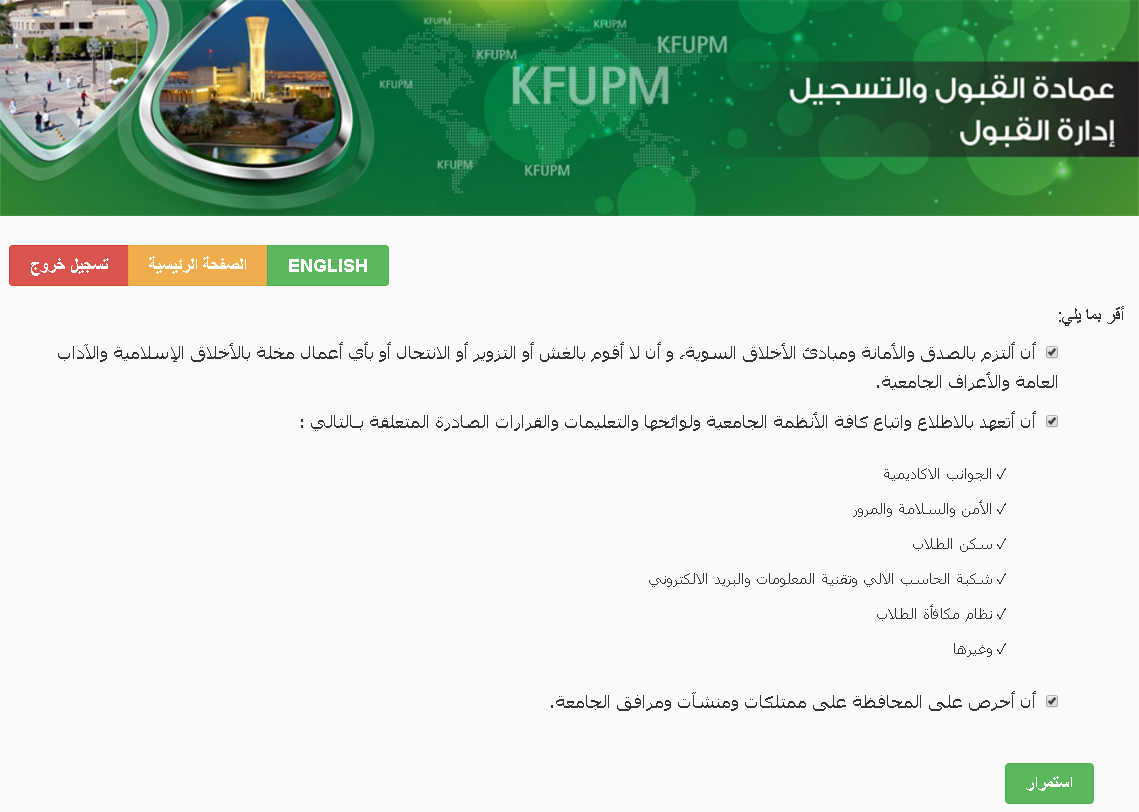 KFUPM
KFUPM
KFUPM
KFUPM
KFUPM
KFUPM
KFUPM
KFUPM
عمادة القبول والتسجيل
إدارة القبول
ENGLISH
الصفحة الرئيسية
تسجيل خروج
أقر بما يلي:
أن ألتزم بالصدق والأمانة ومبادئ الأخلاق السوية، و أن لا أقوم بالغش أو التزوير أو الانتحال أو بأي أعمال مخلة بالأخلاق الإسلامية والآداب
العامة والأعراف الجامعية.
أن أتعهد بالاطلاع واتباع كافة الأنظمة الجامعية ولوائحها والتعليمات والقرارات الصادرة المتعلقة بـالتالي :
✓ الجوانب الاكاديمية
✓ الأمن والسلامة والمرور
✓ سكن الطلاب
✓ شكبة الحاسب الالي وتقنية المعلومات والبريد الالكتروني
✓ نظام مكافأة الطلاب
✓ وغيرها
أن أحرص على المحافظة على ممتلكات ومنشآت ومرافق الجامعة.
استمرار